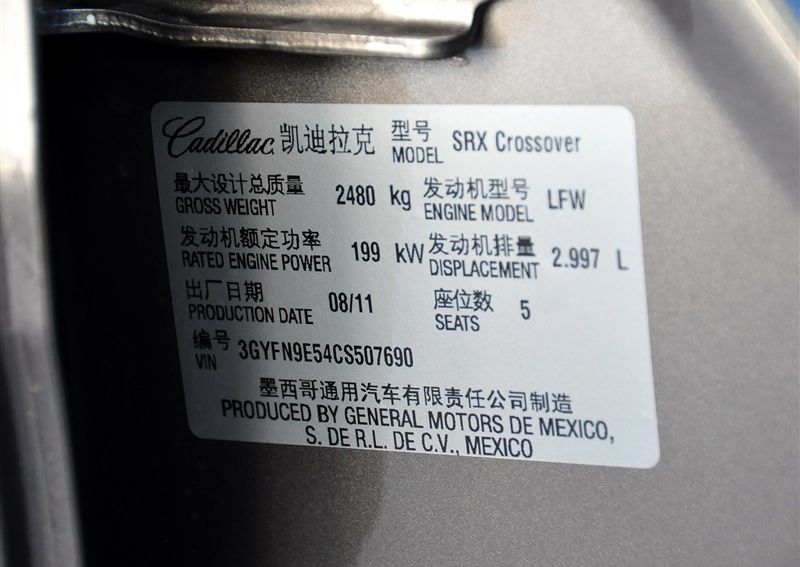 Cadillac 凯迪拉克 型号 MODEL SRX Crossover
最大设计总质量 GROSS WEIGHT 2480 kg 发动机型号 ENGINE MODEL LFW
发动机额定功率 RATED ENGINE POWER 199 kW 发动机排量 DISPLACEMENT 2.997 L
出厂日期 PRODUCTION DATE 08/11 座位数 SEATS 5
编号 VIN 3GYFN9E54CS507690
墨西哥通用汽车有限责任公司制造
PRODUCED BY GENERAL MOTORS DE MEXICO,
S. DE R.L. DE C.V., MEXICO